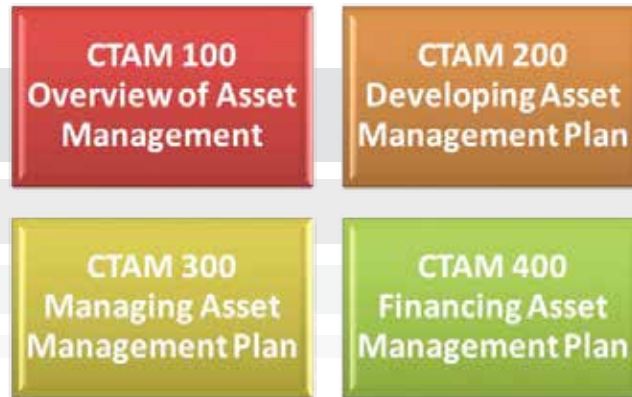 CTAM 100
Overview of Asset
Management
CTAM 200
Developing Asset
Management Plan
CTAM 300
Managing Asset
Management Plan
CTAM 400
Financing Asset
Management Plan